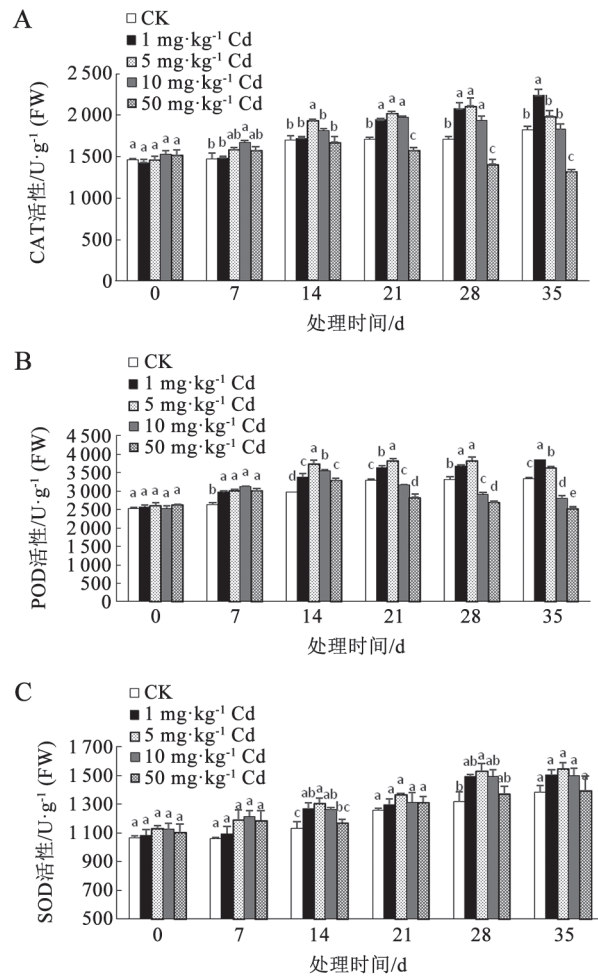 A
CK
1 mg·kg⁻¹ Cd
5 mg·kg⁻¹ Cd
10 mg·kg⁻¹ Cd
50 mg·kg⁻¹ Cd
CAT活性/U·g⁻¹ (FW)
2 500
2 000
1 500
1 000
500
0
a a a a a
b b ab a ab
b b a b b
b a a a c
b a a a c
b a b b c
0 7 14 21 28 35
处理时间/d
B
CK
1 mg·kg⁻¹ Cd
5 mg·kg⁻¹ Cd
10 mg·kg⁻¹ Cd
50 mg·kg⁻¹ Cd
POD活性/U·g⁻¹ (FW)
4 500
4 000
3 500
3 000
2 500
2 000
1 500
1 000
500
0
a a a a a
b a a a a
d c a b c
c b a c d
b a a c d
c a b d e
0 7 14 21 28 35
处理时间/d
C
CK
1 mg·kg⁻¹ Cd
5 mg·kg⁻¹ Cd
10 mg·kg⁻¹ Cd
50 mg·kg⁻¹ Cd
SOD活性/U·g⁻¹ (FW)
1 700
1 500
1 300
1 100
900
700
500
a a a a a
a a a a a
c ab a ab bc
a a a a a
b ab a ab ab
a a a a a
0 7 14 21 28 35
处理时间/d